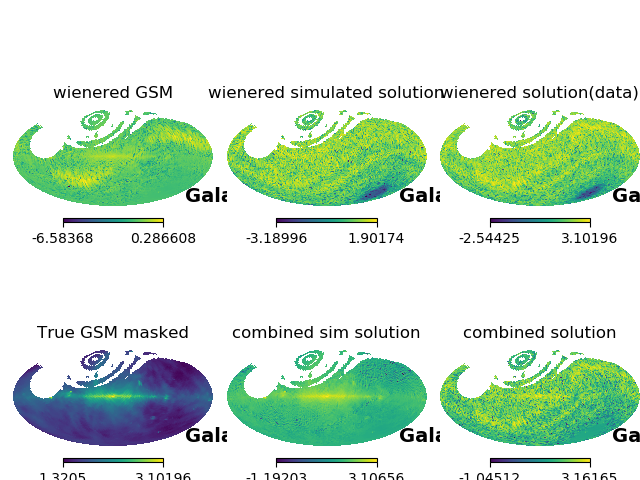 wienered GSM wienered simulated solution wienered solution(data)
Gala Gala Ga
-6.58368 0.286608 -3.18996 1.90174 -2.54425 3.10196
True GSM masked combined sim solution combined solution
Gala Gala Ga
1.3205 3.10196 -1.19203 3.10656 -1.04512 3.16165